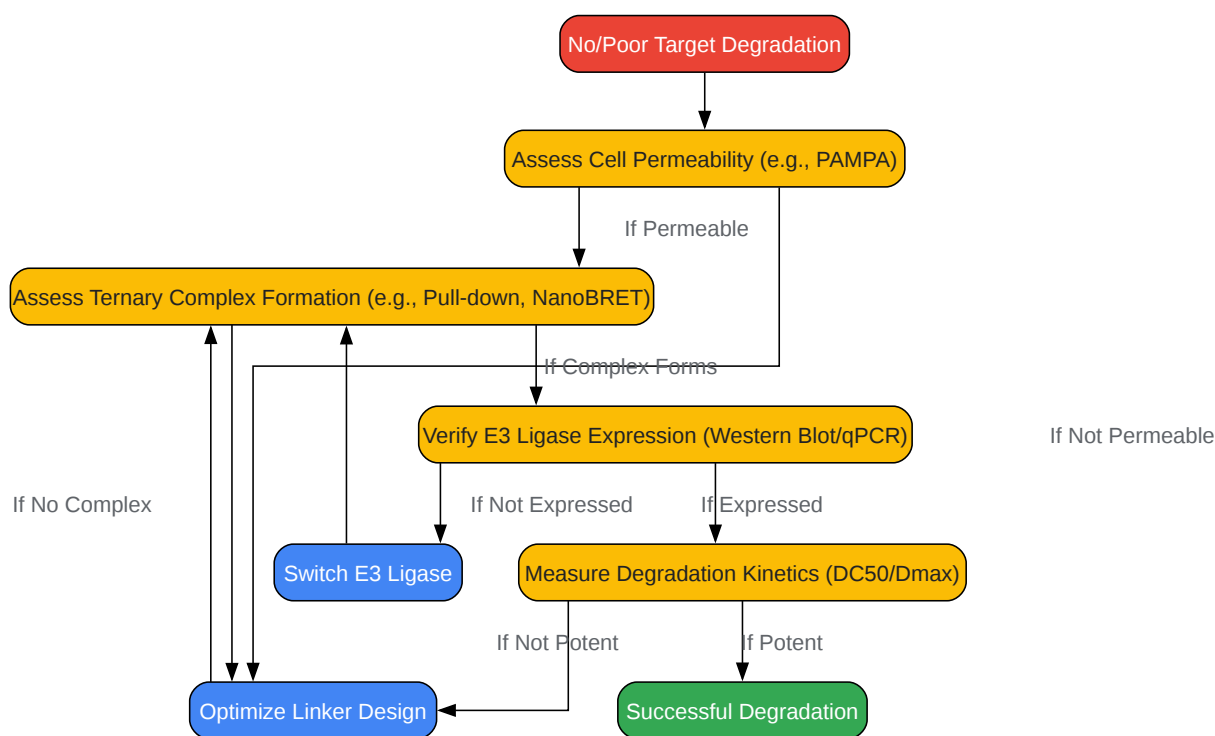 No/Poor Target Degradation
Assess Cell Permeability (e.g., PAMPA)
If Permeable
Assess Ternary Complex Formation (e.g., Pull-down, NanoBRET)
If Complex Forms
Verify E3 Ligase Expression (Western Blot/qPCR)
If Not Permeable
If No Complex
If Not Expressed
If Expressed
Switch E3 Ligase
Measure Degradation Kinetics (DC50/Dmax)
If Not Potent
If Potent
Optimize Linker Design
Successful Degradation